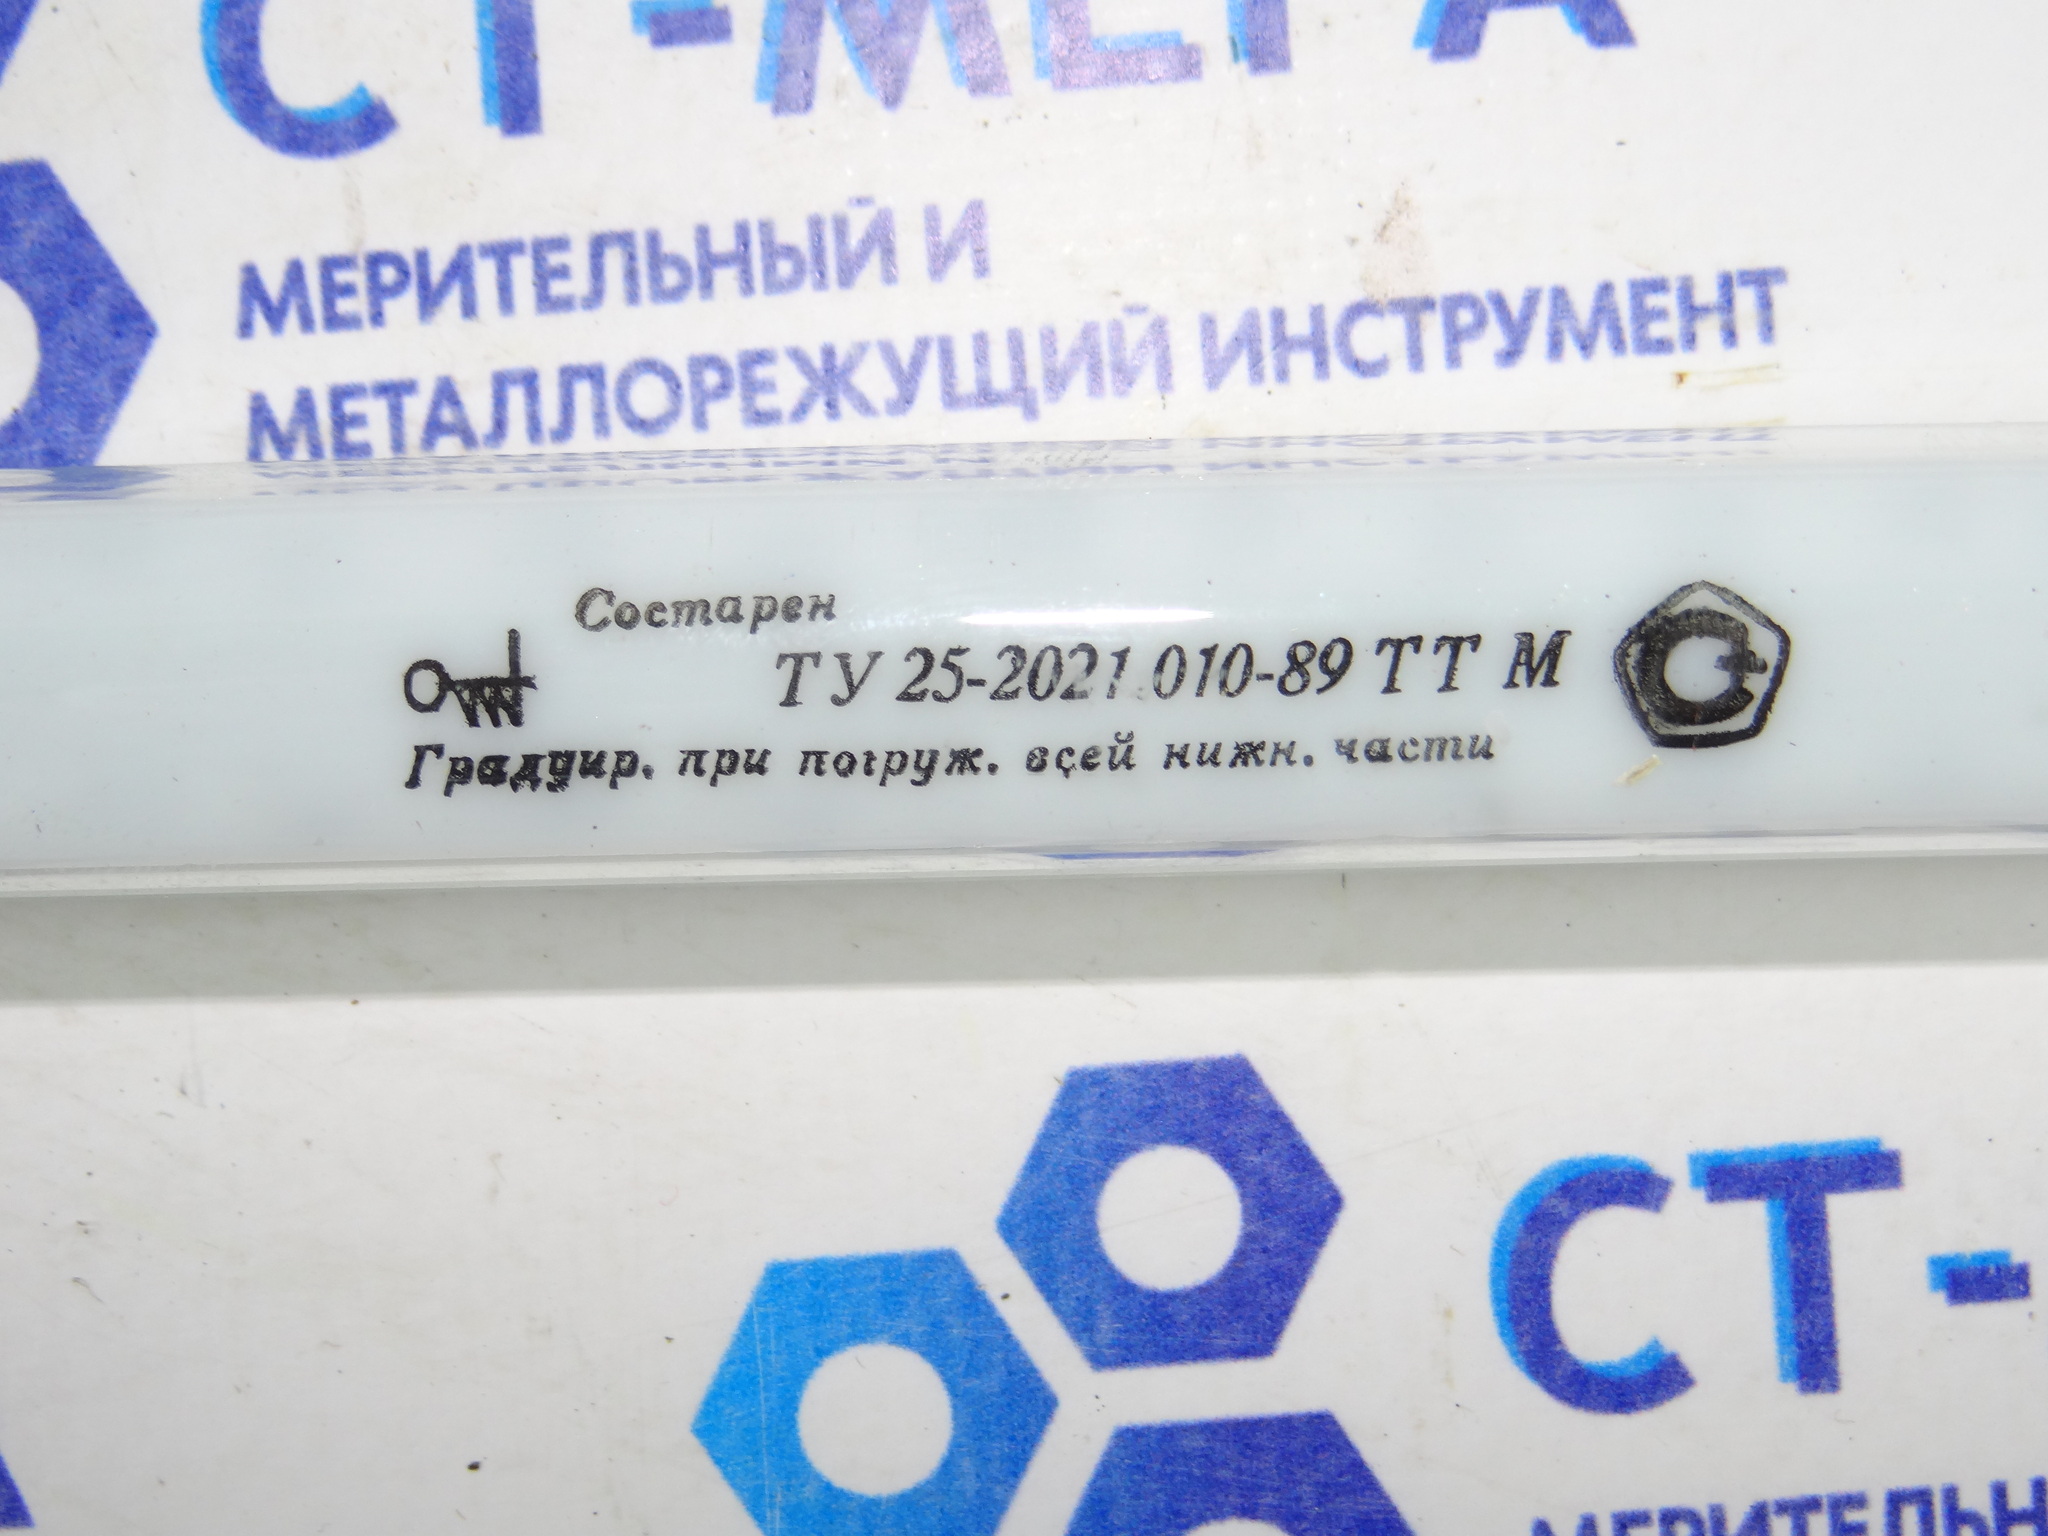 СТ-МЕГА
МЕРИТЕЛЬНЫЙ И
МЕТАЛЛОРЕЖУЩИЙ ИНСТРУМЕНТ
Состарен
ТУ 25-2021.010-89 ТТ М
Градуир. при погруж. всей нижн. части
СТ-
МЕРИТЕЛЬН